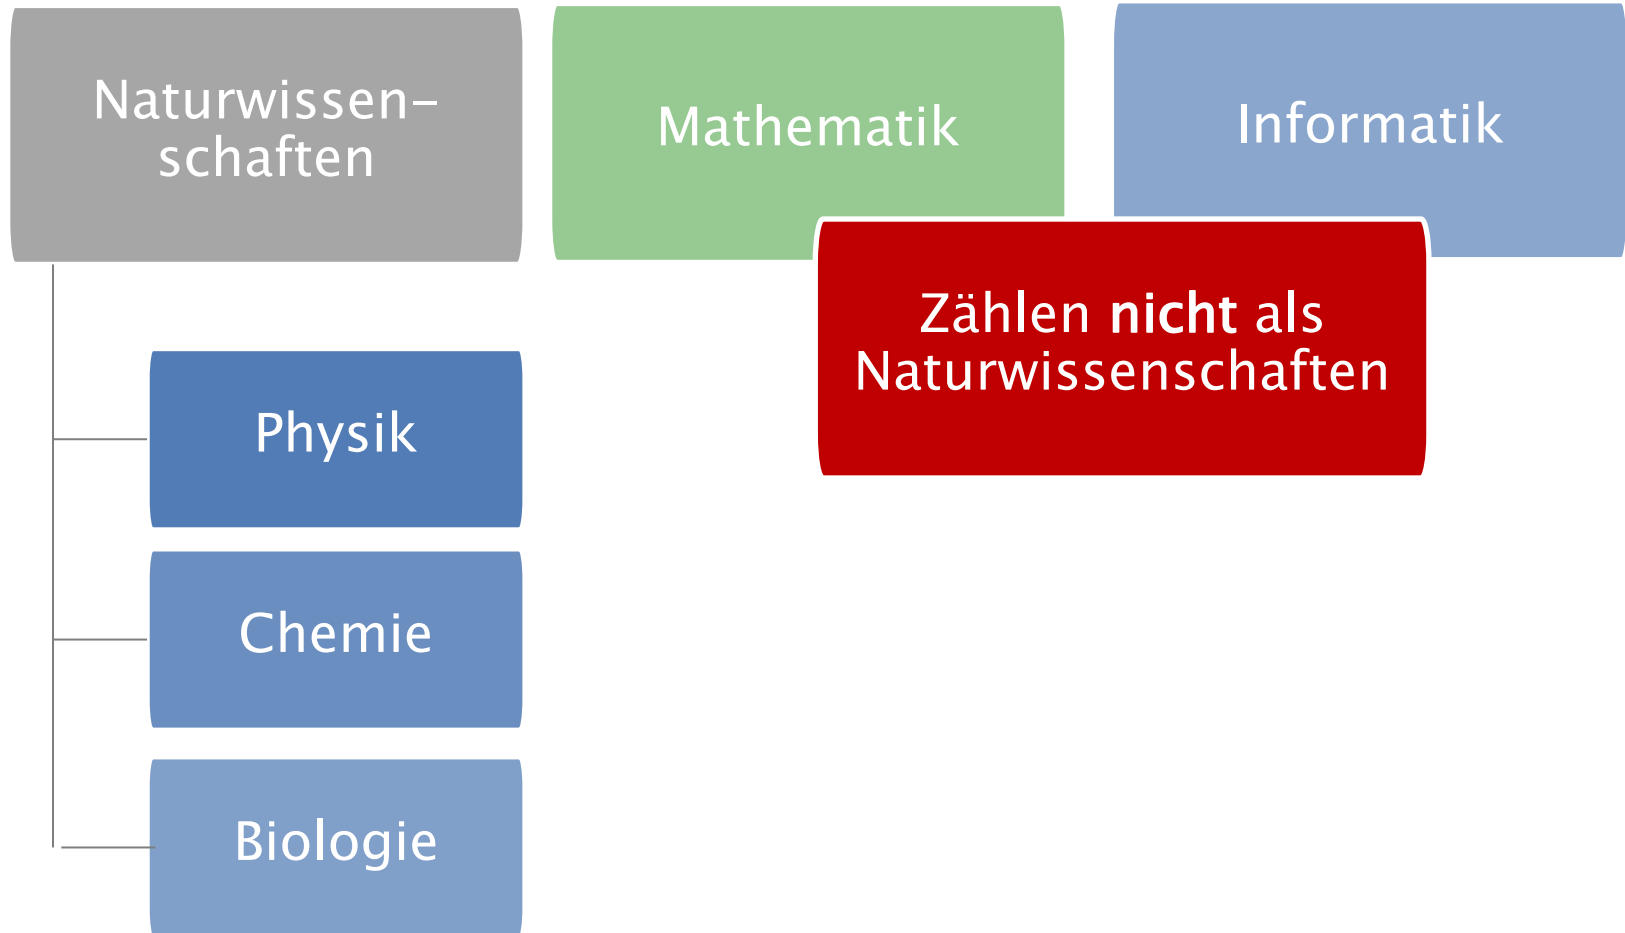 Naturwissen-
schaften
Mathematik
Informatik
Zählen nicht als
Naturwissenschaften
Physik
Chemie
Biologie